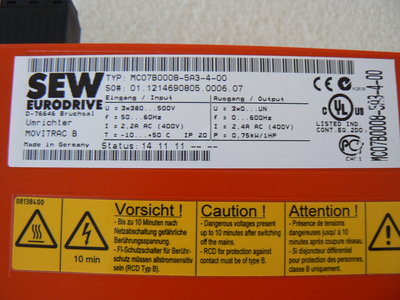 SEW
EURODRIVE
D-76646 Bruchsal
Umrichter
MOVITRAC B
Made in Germany
TYP: MC07B0008-5A3-4-00
SO#: 01.1214690805.0006.07
Eingang / Input
U = 3x380...500V
f = 50...60Hz
I = 2,2A AC (400V)
T = -10...+50 C IP 20
Status: 14 11 11 -- -- --
Ausgang / Output
U = 3x0...UN
f = 0...600Hz
I = 2,4A AC (400V)
P = 0,75kW/1HP
LISTED IND.
CONT.EQ.2D0.
MC07B0008-5A3-4-00
08138400
10 min
Vorsicht !
- Bis zu 10 Minuten nach
Netzabschaltung gefährliche
Berührungsspannung.
- FI-Schutzschalter für Berühr-
schutz müssen allstromsensitiv
sein (RCD Typ B).
Caution !
- Dangerous voltages present
up to 10 minutes after switching
off the mains.
- RCD for protection against
contact must be of type B.
Attention !
- Présence de tensions
dangereuses jusqu'à 10
minutes après coupure réseau.
- Si disjoncteur différentiel
pour protection des personnes,
classe B uniquement.